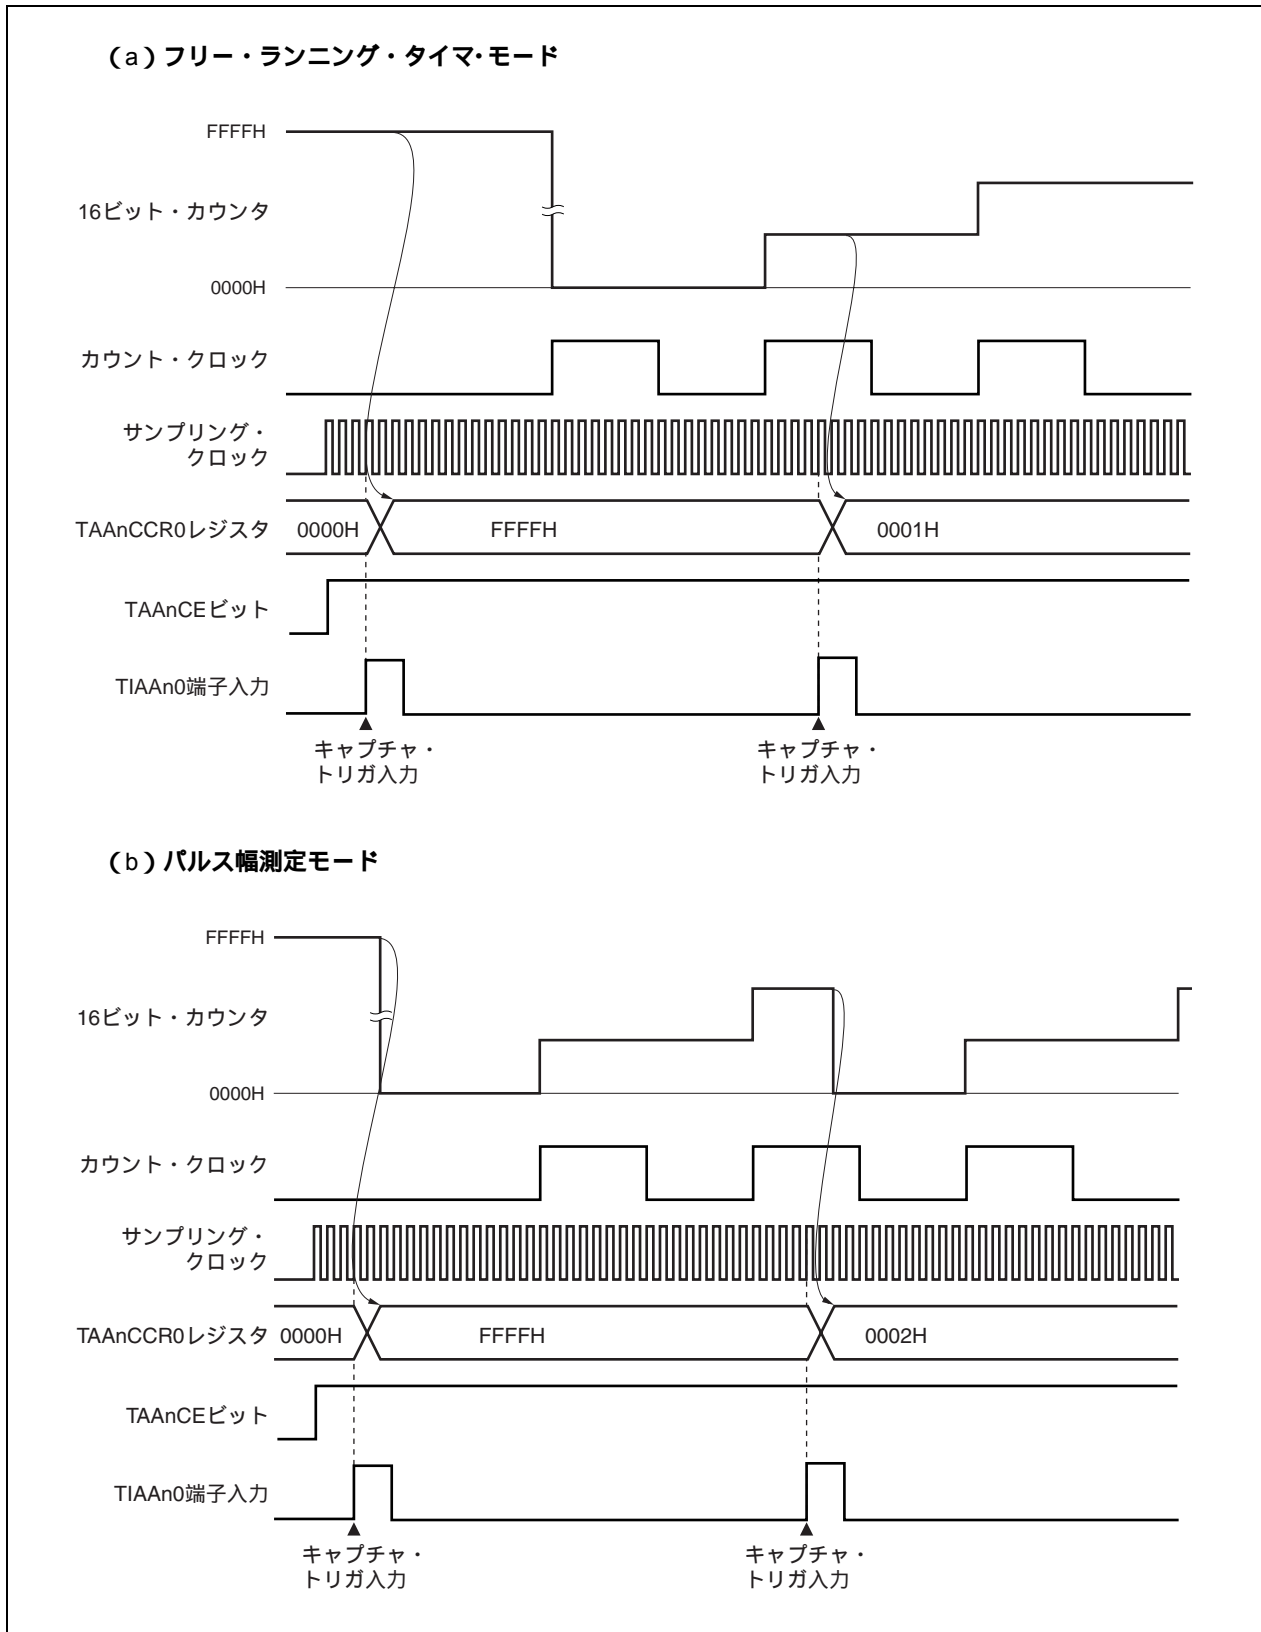 (a)フリー・ランニング・タイマ・モード
FFFFH
16ビット・カウンタ
0000H
カウント・クロック
サンプリング・
クロック
TAAnCCR0レジスタ 0000H FFFFH 0001H
TAAnCEビット
TIAAn0端子入力
キャプチャ・ キャプチャ・
トリガ入力 トリガ入力
(b)パルス幅測定モード
FFFFH
16ビット・カウンタ
0000H
カウント・クロック
サンプリング・
クロック
TAAnCCR0レジスタ 0000H FFFFH 0002H
TAAnCEビット
TIAAn0端子入力
キャプチャ・ キャプチャ・
トリガ入力 トリガ入力